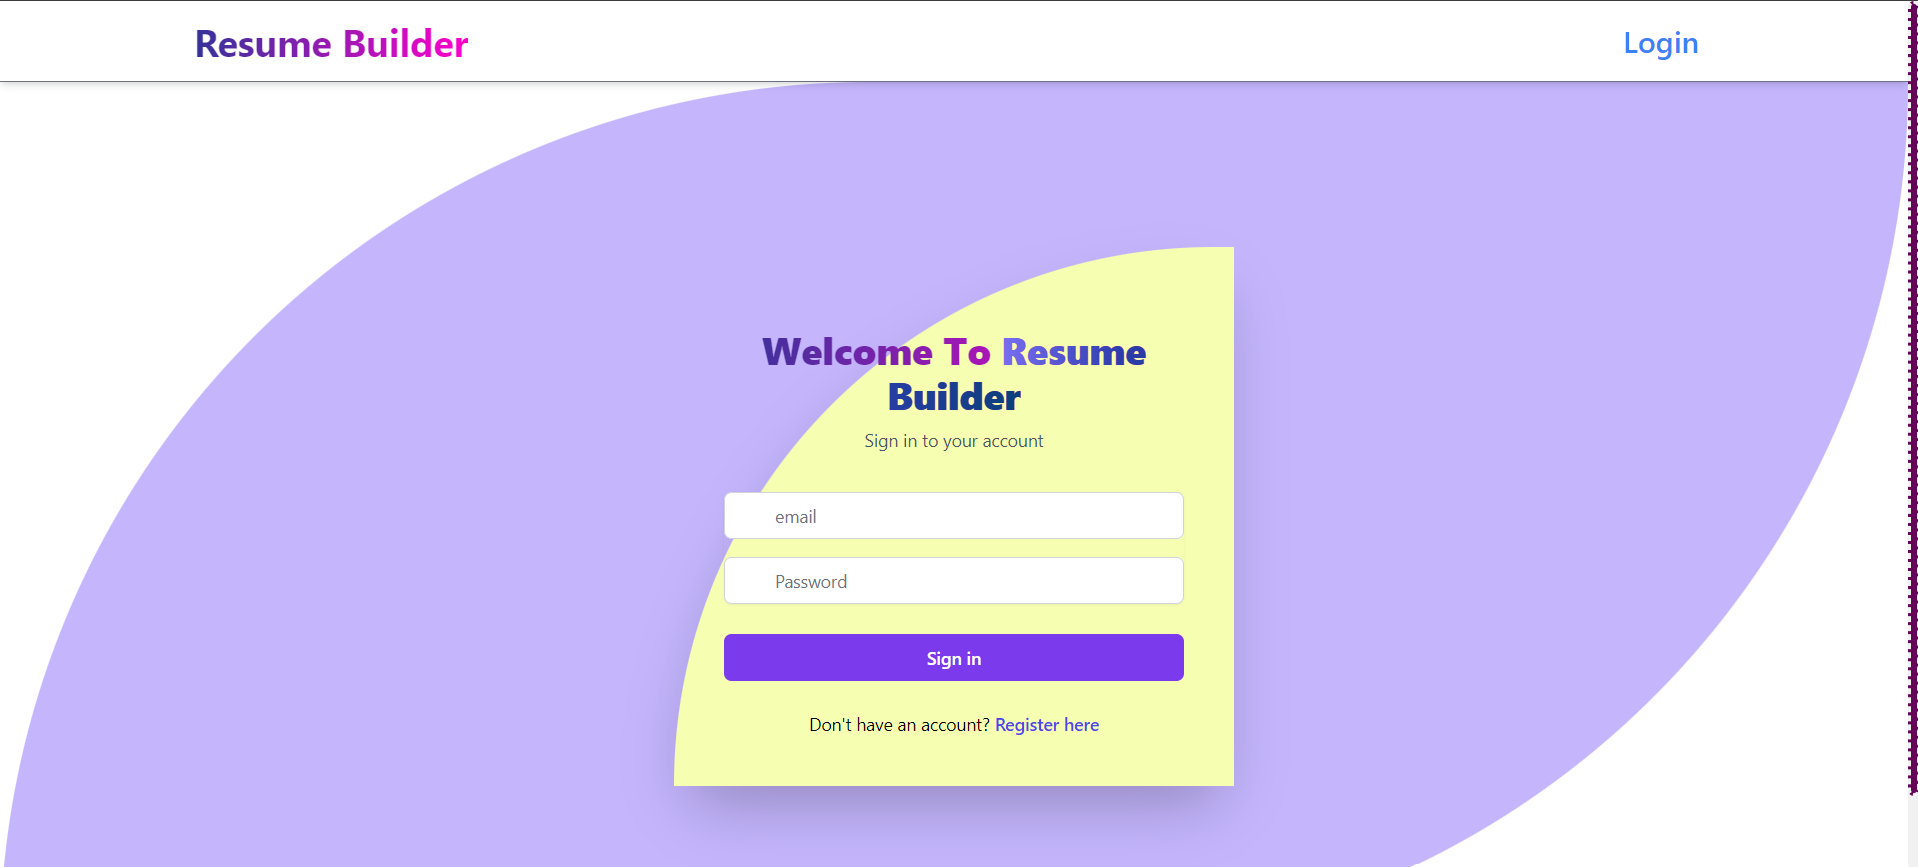 Resume Builder
Login
Welcome To Resume
Builder
Sign in to your account
email
Password
Sign in
Don't have an account? Register here